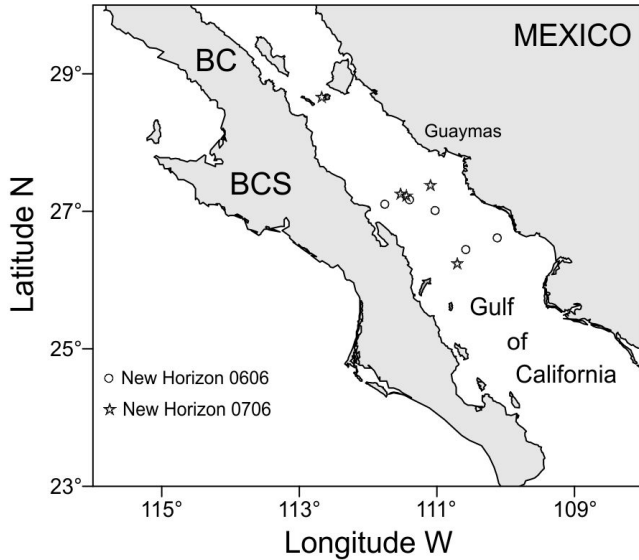 MEXICO
BC
29°
Guaymas
BCS
27°
Latitude N
Gulf
of
California
25°
New Horizon 0606
New Horizon 0706
23°
115°
113°
111°
109°
Longitude W